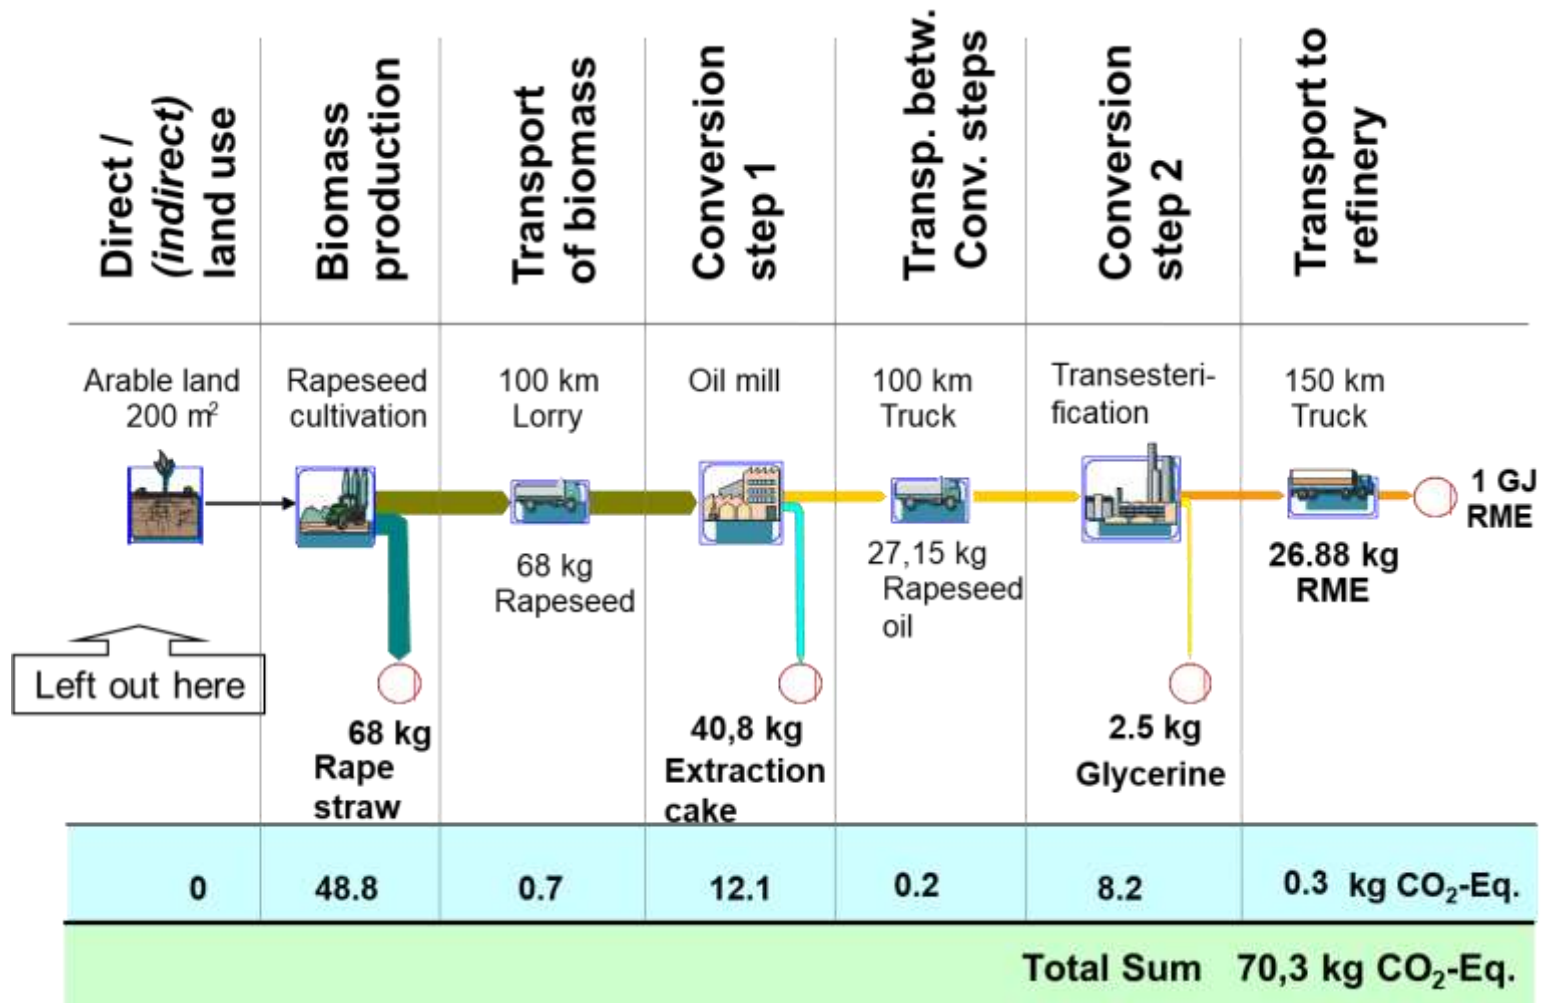 Direct /
(indirect)
land use
Biomass
production
Transport
of biomass
Conversion
step 1
Transp. betw.
Conv. steps
Conversion
step 2
Transport to
refinery
Arable land
200 m²
Rapeseed
cultivation
100 km
Lorry
Oil mill
100 km
Truck
Transesteri-
fication
150 km
Truck
1 GJ
RME
68 kg
Rapeseed
27,15 kg
Rapeseed
oil
26.88 kg
RME
Left out here
68 kg
Rape
straw
40,8 kg
Extraction
cake
2.5 kg
Glycerine
0 48.8 0.7 12.1 0.2 8.2 0.3 kg CO₂-Eq.
Total Sum 70,3 kg CO₂-Eq.